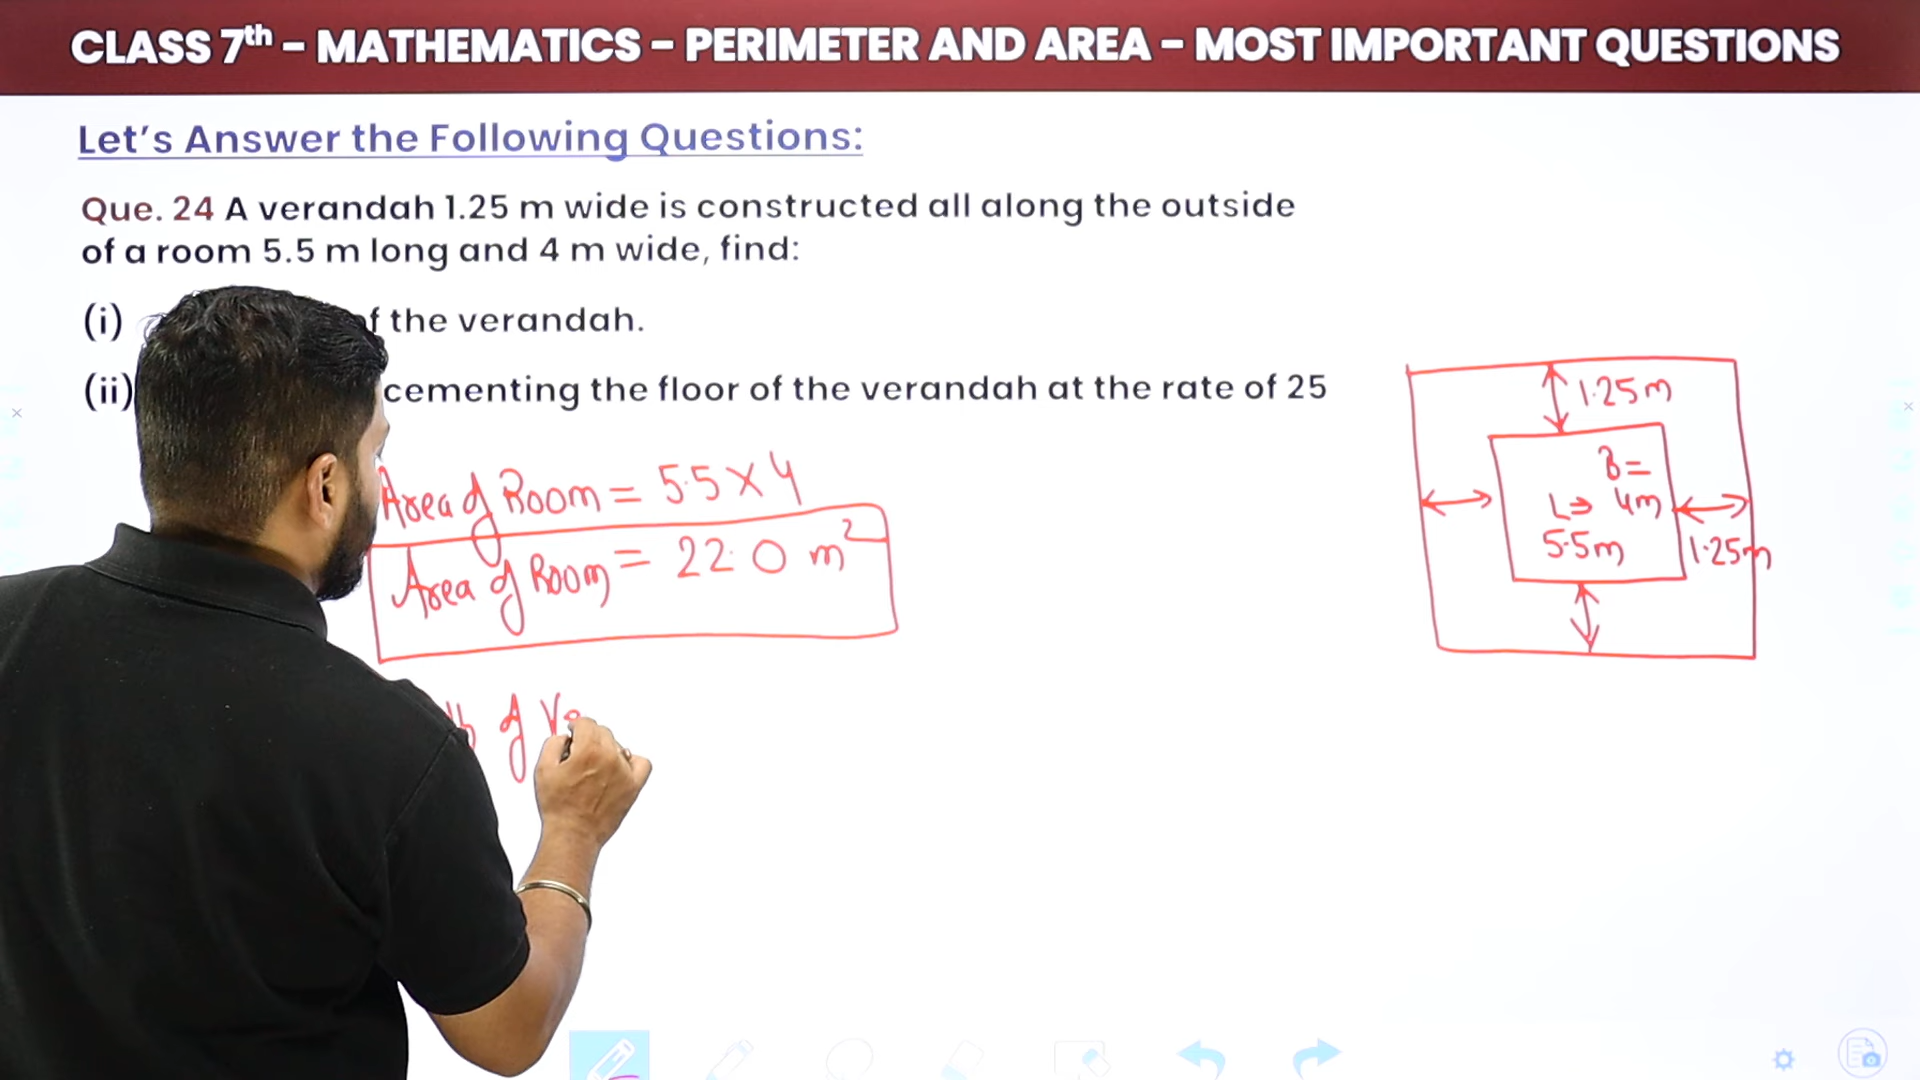 CLASS 7th – MATHEMATICS – PERIMETER AND AREA – MOST IMPORTANT QUESTIONS
Let's Answer the Following Questions:
Que. 24 A verandah 1.25 m wide is constructed all along the outside
of a room 5.5 m long and 4 m wide, find:
(i) of the verandah.
(ii) cementing the floor of the verandah at the rate of 25
Area of Room = 5.5 × 4
Area of Room = 22.0 m²
of
1.25m
B=
L⇒ 4m
5.5m
1.25m